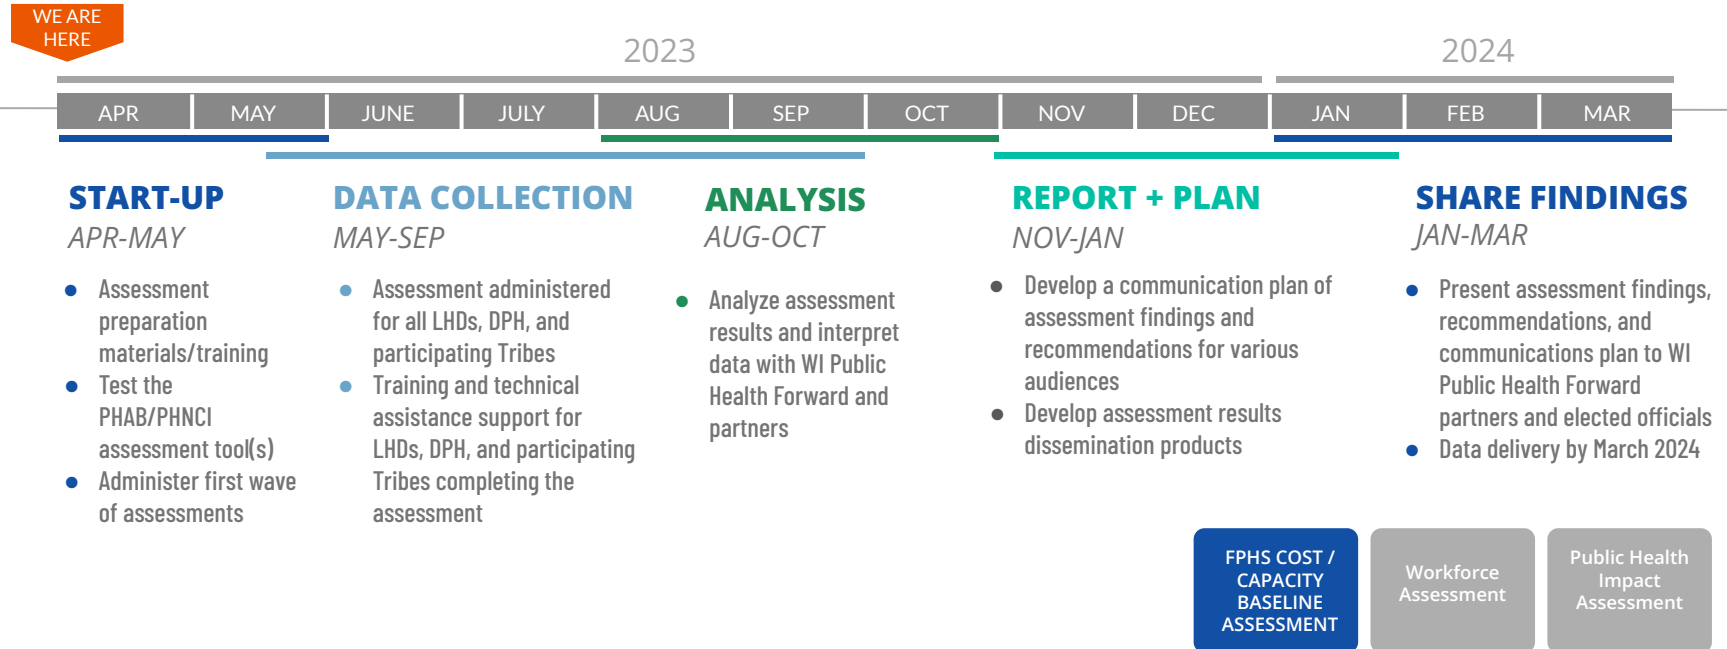 WE ARE
HERE
2023
2024
APR
MAY
JUNE
JULY
AUG
SEP
OCT
NOV
DEC
JAN
FEB
MAR
START-UP
APR-MAY
Assessment
preparation
materials/training
Test the
PHAB/PHNCI
assessment tool(s)
Administer first wave
of assessments
DATA COLLECTION
MAY-SEP
Assessment administered
for all LHDs, DPH, and
participating Tribes
Training and technical
assistance support for
LHDs, DPH, and participating
Tribes completing the
assessment
ANALYSIS
AUG-OCT
Analyze assessment
results and interpret
data with WI Public
Health Forward and
partners
REPORT + PLAN
NOV-JAN
Develop a communication plan of
assessment findings and
recommendations for various
audiences
Develop assessment results
dissemination products
SHARE FINDINGS
JAN-MAR
Present assessment findings,
recommendations, and
communications plan to WI
Public Health Forward
partners and elected officials
Data delivery by March 2024
FPHS COST /
CAPACITY
BASELINE
ASSESSMENT
Workforce
Assessment
Public Health
Impact
Assessment